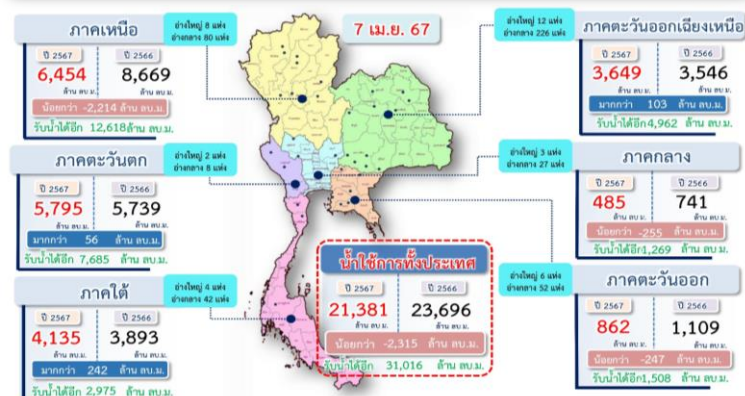 7 เม.ย. 67
ภาคเหนือ
อ่างใหญ่ 8 แห่ง
อ่างกลาง 80 แห่ง
ปี 2567 ปี 2566
6,454 8,669
ล้าน ลบ.ม. ล้าน ลบ.ม.
น้อยกว่า -2,214 ล้าน ลบ.ม.
รับน้ำได้อีก 12,618ล้าน ลบ.ม.
ภาคตะวันตก
อ่างใหญ่ 2 แห่ง
อ่างกลาง 8 แห่ง
ปี 2567 ปี 2566
5,795 5,739
ล้าน ลบ.ม. ล้าน ลบ.ม.
มากกว่า 56 ล้าน ลบ.ม.
รับน้ำได้อีก 7,685 ล้าน ลบ.ม.
ภาคใต้
อ่างใหญ่ 4 แห่ง
อ่างกลาง 42 แห่ง
ปี 2567 ปี 2566
4,135 3,893
ล้าน ลบ.ม. ล้าน ลบ.ม.
มากกว่า 242 ล้าน ลบ.ม.
รับน้ำได้อีก 2,975 ล้าน ลบ.ม.
น้ำใช้การทั้งประเทศ
ปี 2567 ปี 2566
21,381 23,696
ล้าน ลบ.ม. ล้าน ลบ.ม.
น้อยกว่า -2,315 ล้าน ลบ.ม.
รับน้ำได้อีก 31,016 ล้าน ลบ.ม.
อ่างใหญ่ 12 แห่ง
อ่างกลาง 226 แห่ง
ภาคตะวันออกเฉียงเหนือ
ปี 2567 ปี 2566
3,649 3,546
ล้าน ลบ.ม. ล้าน ลบ.ม.
มากกว่า 103 ล้าน ลบ.ม.
รับน้ำได้อีก4,962 ล้าน ลบ.ม.
อ่างใหญ่ 3 แห่ง
อ่างกลาง 27 แห่ง
ภาคกลาง
ปี 2567 ปี 2566
485 741
ล้าน ลบ.ม. ล้าน ลบ.ม.
น้อยกว่า -255 ล้าน ลบ.ม.
รับน้ำได้อีก1,269 ล้าน ลบ.ม.
อ่างใหญ่ 6 แห่ง
อ่างกลาง 52 แห่ง
ภาคตะวันออก
ปี 2567 ปี 2566
862 1,109
ล้าน ลบ.ม. ล้าน ลบ.ม.
น้อยกว่า -247 ล้าน ลบ.ม.
รับน้ำได้อีก1,508 ล้าน ลบ.ม.